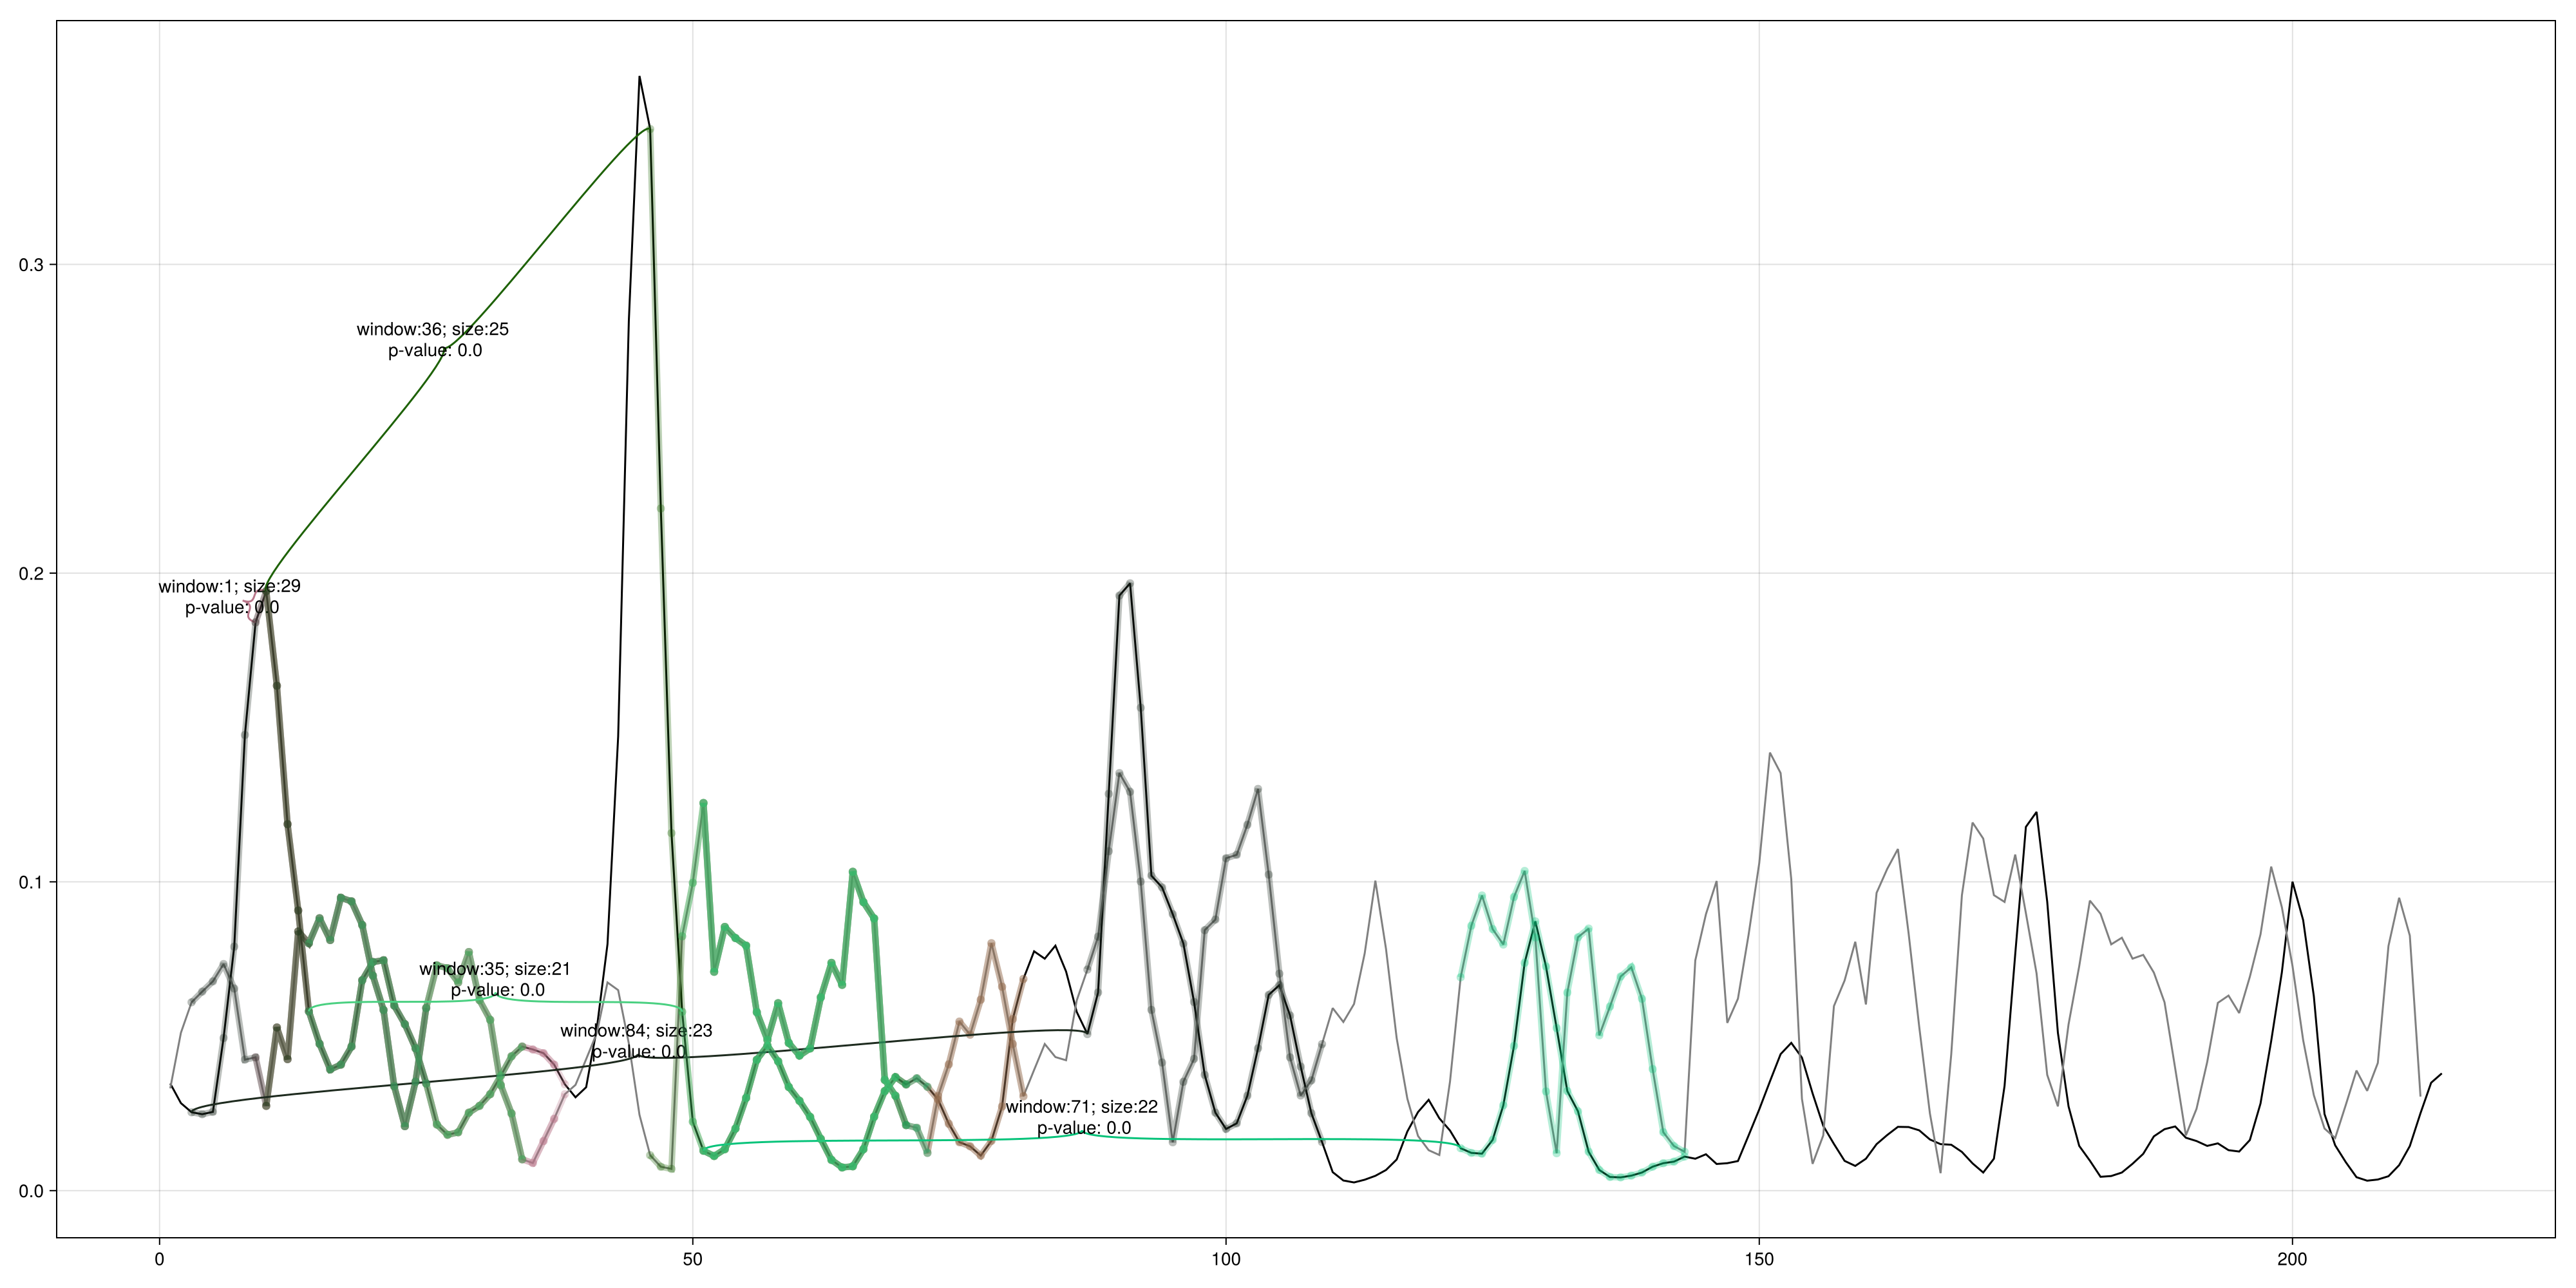 0.3
window:36; size:25
p-value: 0.0
0.2
window:1; size:29
p-value: 0.0
0.1
window:35; size:21
p-value: 0.0
window:84; size:23
p-value: 0.0
window:71; size:22
p-value: 0.0
0.0
0 50 100 150 200